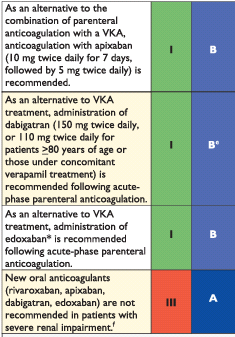 As an alternative to the
combination of parenteral
anticoagulation with a VKA,
anticoagulation with apixaban
(10 mg twice daily for 7 days,
followed by 5 mg twice daily) is
recommended.
I
B
As an alternative to VKA
treatment, administration of
dabigatran (150 mg twice daily,
or 110 mg twice daily for
patients ≥80 years of age or
those under concomitant
verapamil treatment) is
recommended following acute-
phase parenteral anticoagulation.
I
Bᵉ
As an alternative to VKA
treatment, administration of
edoxaban* is recommended
following acute-phase parenteral
anticoagulation.
I
B
New oral anticoagulants
(rivaroxaban, apixaban,
dabigatran, edoxaban) are not
recommended in patients with
severe renal impairment.ᶠ
III
A